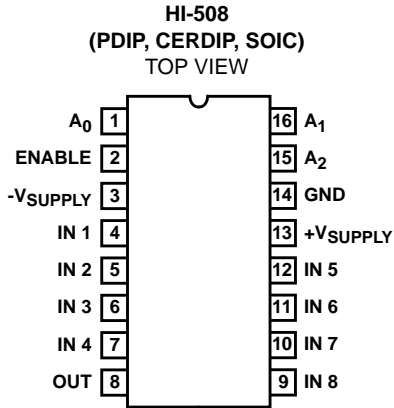 HI-508
(PDIP, CERDIP, SOIC)
TOP VIEW
A0 1 16 A1
ENABLE 2 15 A2
-VSUPPLY 3 14 GND
IN 1 4 13 +VSUPPLY
IN 2 5 12 IN 5
IN 3 6 11 IN 6
IN 4 7 10 IN 7
OUT 8 9 IN 8